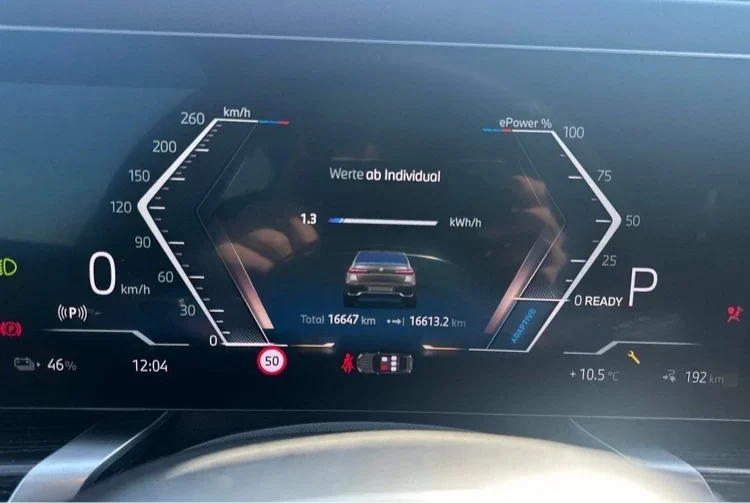 km/h
260
200
150
120
90
60
30
0
0 km/h
((P))
(P)
ePower %
100
75
50
25
0 READY
P
ADAPTIVE
Werte ab Individual
1.3 kWh/h
Total 16647 km 16613.2 km
46% 12:04
50
+10.5 °C 192 km